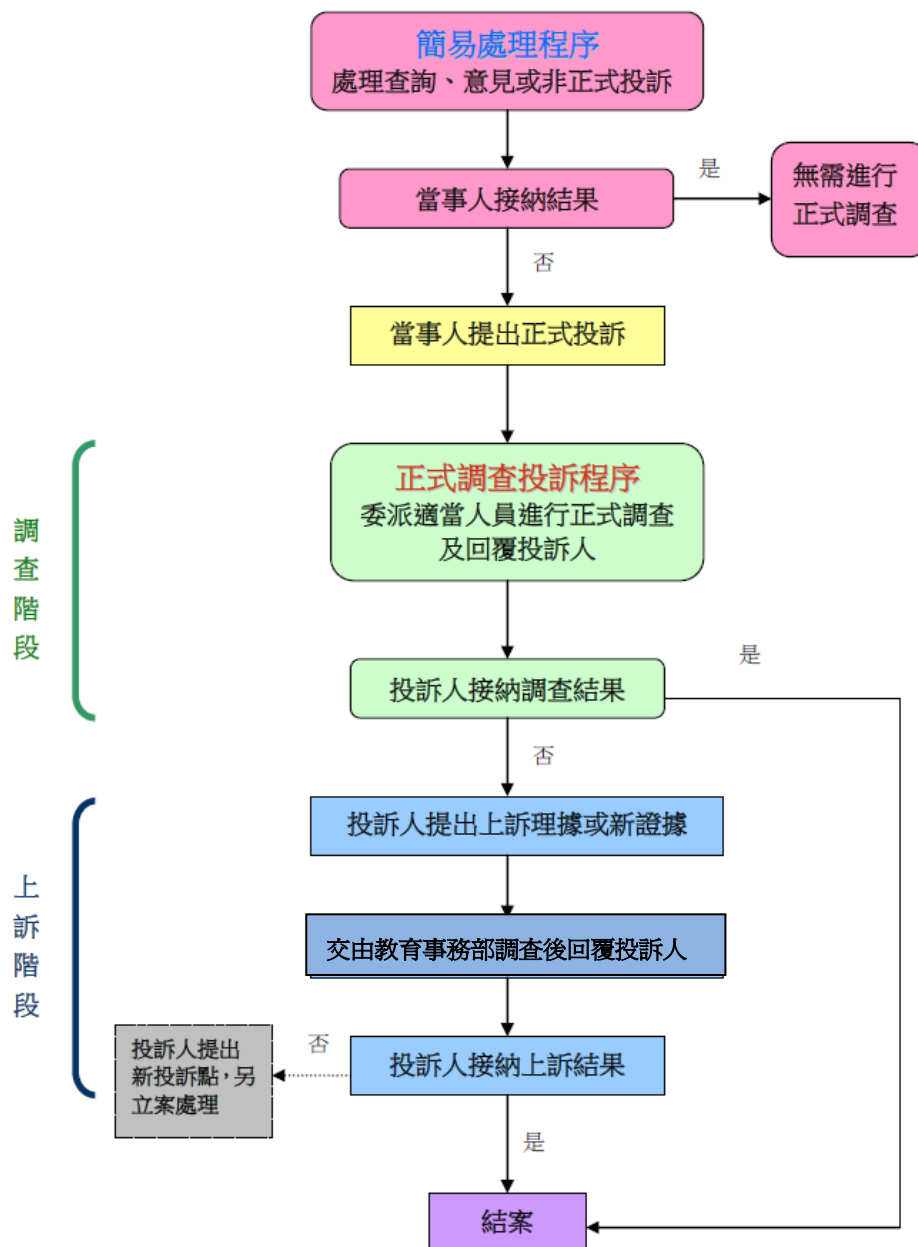 簡易處理程序
處理查詢、意見或非正式投訴
當事人接納結果
是
無需進行
正式調查
否
當事人提出正式投訴
調查階段
正式調查投訴程序
委派適當人員進行正式調查
及回覆投訴人
投訴人接納調查結果
是
否
上訴階段
投訴人提出上訴理據或新證據
交由教育事務部調查後回覆投訴人
投訴人接納上訴結果
否
投訴人提出
新投訴點，另
立案處理
是
結案